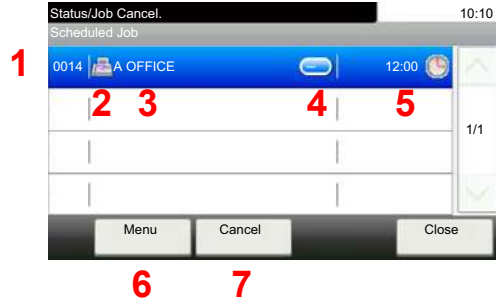 Status/Job Cancel. 10:10
Scheduled Job
1 0014 A OFFICE 12:00
2 3 4 5
1/1
Menu Cancel Close
6 7